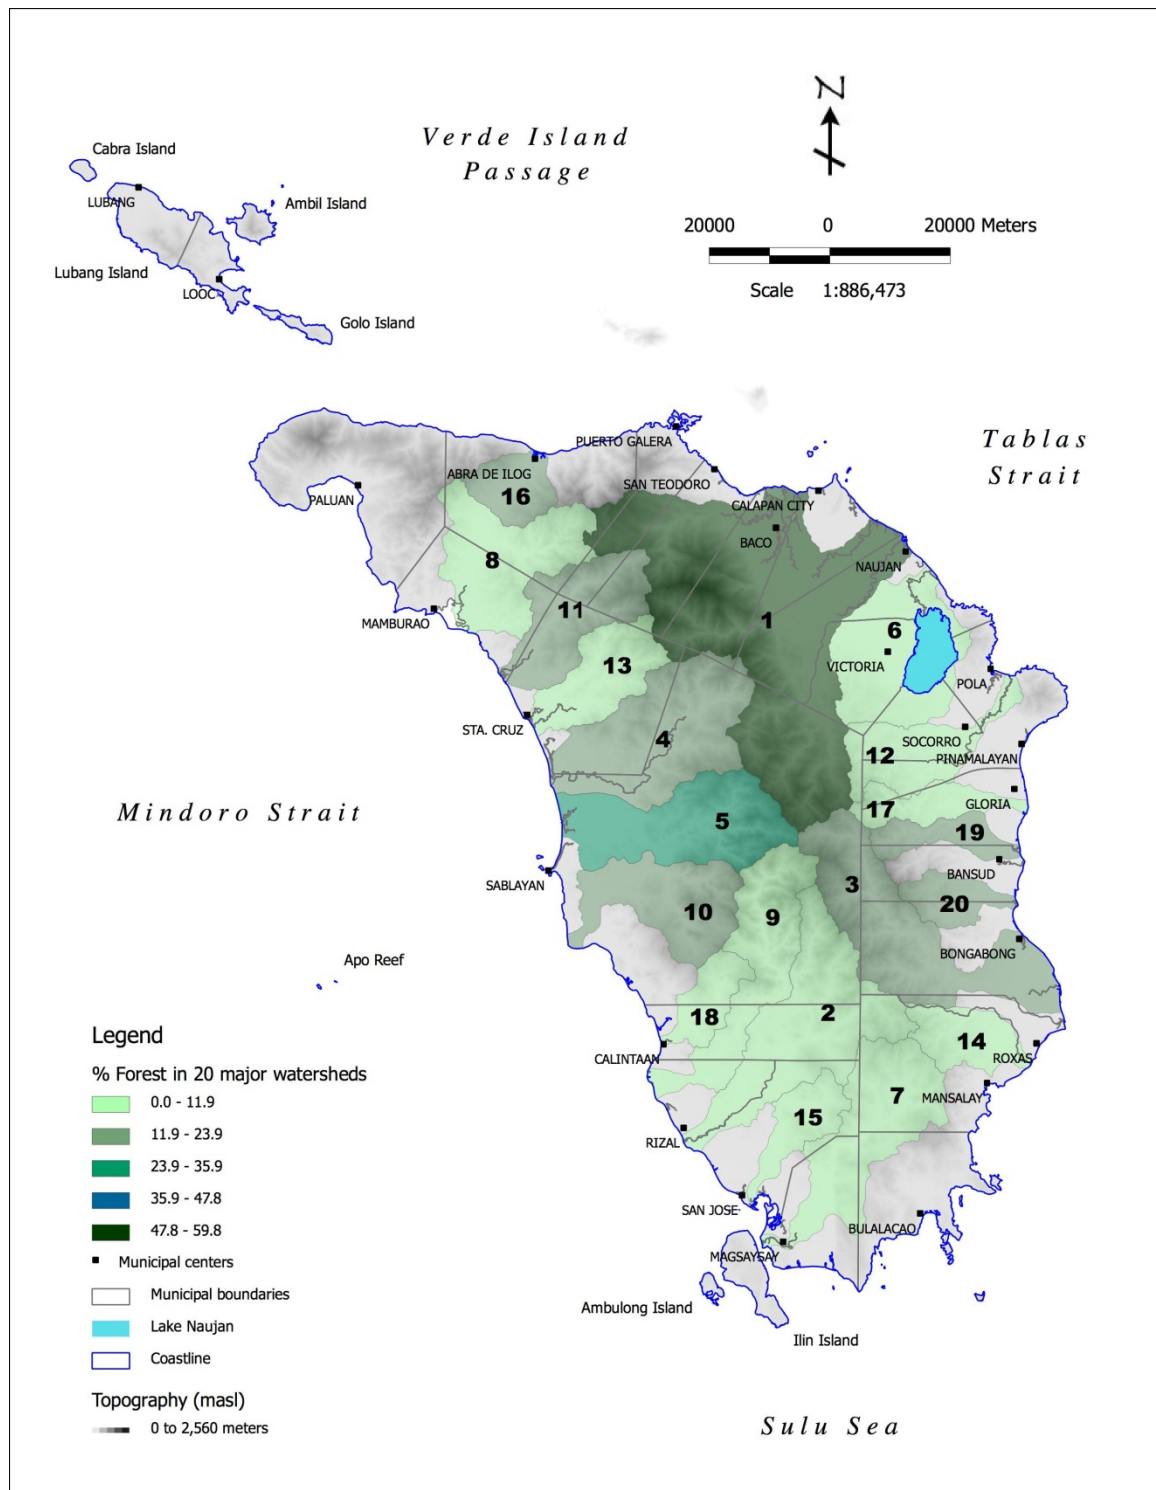 Z
Verde Island
Passage
Cabra Island
LUBANG
Ambil Island
Lubang Island
LOOC
Golo Island
20000 0 20000 Meters
Scale 1:886,473
Tablas
Strait
PUERTO GALERA
ABRA DE ILOG
SAN TEODORO
PALUAN
16
CALAPAN CITY
BACO
8
NAUJAN
11
MAMBURAO
1
6
13
VICTORIA
POLA
STA. CRUZ
4
SOCORRO
12
PINAMALAYAN
Mindoro Strait
5
17
GLORIA
19
SABLAYAN
3
BANSUD
10
9
20
BONGABONG
Apo Reef
18
2
14
CALINTAAN
ROXAS
7
MANSALAY
15
RIZAL
SAN JOSE
BULALACAO
MAGSAYSAY
Ambulong Island
Ilin Island
Sulu Sea
Legend
% Forest in 20 major watersheds
0.0 - 11.9
11.9 - 23.9
23.9 - 35.9
35.9 - 47.8
47.8 - 59.8
Municipal centers
Municipal boundaries
Lake Naujan
Coastline
Topography (masl)
0 to 2,560 meters